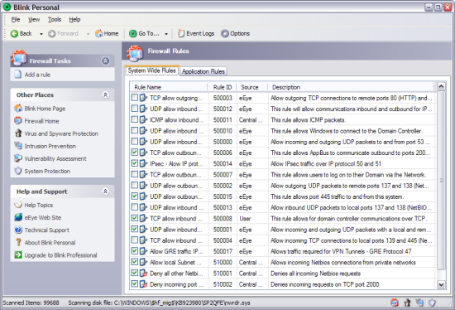 Blink Personal
File View Tools Help
Back Forward Home Go To... Event Logs Options
Firewall Tasks
Add a rule
Other Places
Blink Home Page
Firewall Home
Virus and Spyware Protection
Intrusion Prevention
Vulnerability Assessment
System Protection
Help and Support
Help Topics
eEye Web Site
Technical Support
About Blink Personal
Upgrade to Blink Professional
Firewall Rules
System Wide Rules Application Rules
Rule Name Rule ID Source Description
TCP allow outgoing... 500003 eEye Allow outgoing TCP connections to remote ports 80 (HTTP) and...
UDP allow inbound... 500012 eEye This rule will allow communications inbound and outbound for IP...
ICMP allow inbound... 500011 Central ... This rule allows ICMP packets.
UDP allow inbound... 500010 eEye This rule allows Windows to connect to the Domain Controller.
UDP allow inbound... 500000 eEye Allow incoming and outgoing UDP packets to and from port 53 ...
TCP allow outboun... 500006 eEye This rule allows AppBus to communicate outbound to ports 200...
IPsec - Alow IP prot... 500014 eEye Allow IPsec traffic over IP protocol 50 and 51
TCP allow outboun... 500007 eEye This rule allows users to log on to their Domain via the Network.
UDP allow outboun... 500002 eEye Allow outgoing UDP packets to remote ports 137 and 138 (Net...
TCP allow outboun... 500015 eEye This rule allows port 445 traffic to and from this system.
UDP allow inbound... 500013 eEye Allow inbound UDP packets to local ports 137 and 138 (NetBIO...
TCP allow inbound... 500008 User This rule allows for domain controller communications over TCP.
UDP allow inbound... 500001 eEye Allow incoming and outgoing UDP packets with a local and rem...
TCP allow inbound... 500004 eEye Allow incoming TCP connections to local ports 139 and 445 (Ne...
Allow GRE traffic IP... 500017 eEye Allows traffic required for VPN Tunnels - GRE Protocol 47
Allow local Subnet ... 510000 Central ... Allows incoming Netbios connections from private networks
Deny all other Netbi... 510001 Central ... Denies all incoming Netbios requests
Deny incoming port ... 510002 Central ... Denies incoming requests on TCP port 2000
Scanned Items: 99688 Scanning disk file: C:\WINDOWS\$hf_mig$\KB923980\SP2QFE\nwrdr.sys